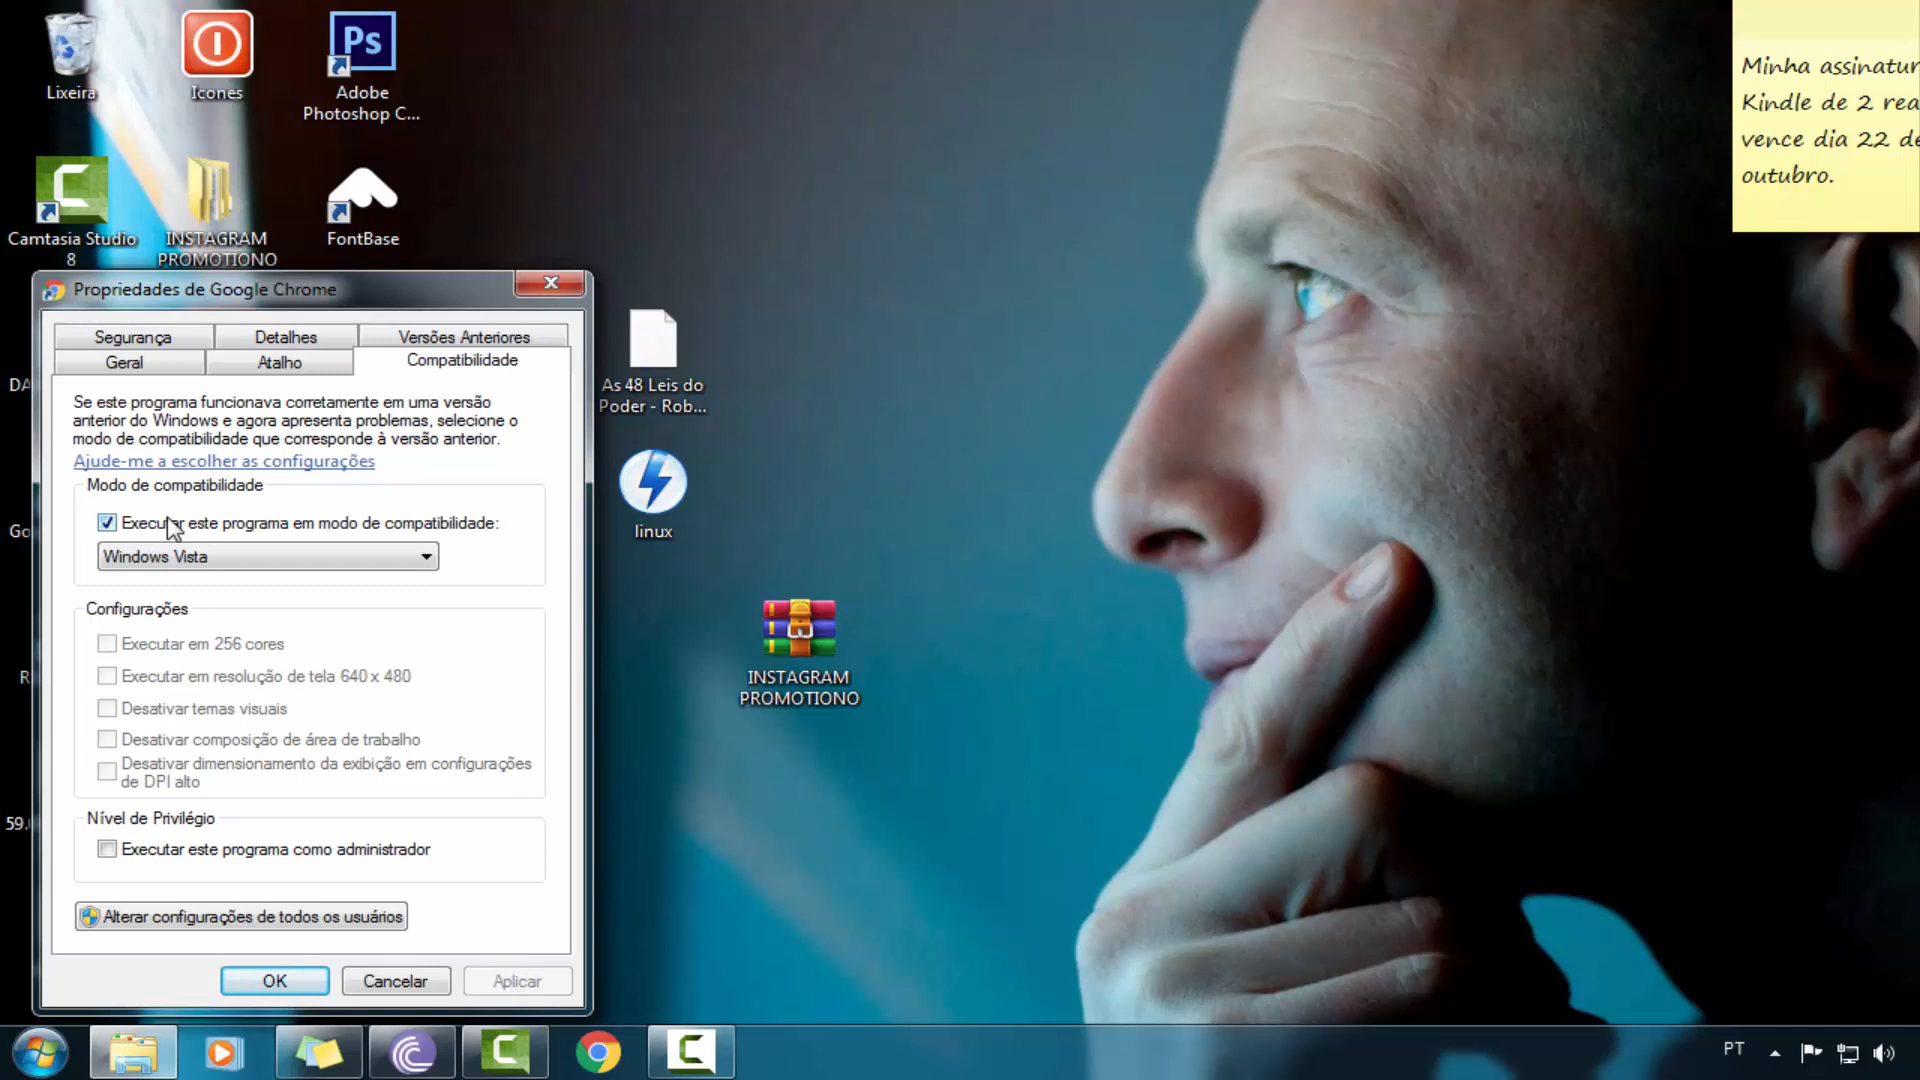 Lixeira
Icones
Ps
Adobe
Photoshop C...
Minha assinatur
Kindle de 2 rea
vence dia 22 de
outubro.
Camtasia Studio
8
INSTAGRAM
PROMOTIONO
FontBase
Propriedades de Google Chrome
Segurança
Detalhes
Versões Anteriores
Geral
Atalho
Compatibilidade
Se este programa funcionava corretamente em uma versão
anterior do Windows e agora apresenta problemas, selecione o
modo de compatibilidade que corresponde à versão anterior.
Ajude-me a escolher as configurações
Modo de compatibilidade
Executar este programa em modo de compatibilidade:
Windows Vista
Configurações
Executar em 256 cores
Executar em resolução de tela 640 x 480
Desativar temas visuais
Desativar composição de área de trabalho
Desativar dimensionamento da exibição em configurações
de DPI alto
Nível de Privilégio
Executar este programa como administrador
Alterar configurações de todos os usuários
OK
Cancelar
Aplicar
DA
Go
R
59.
As 48 Leis do
Poder - Rob...
linux
INSTAGRAM
PROMOTIONO
PT